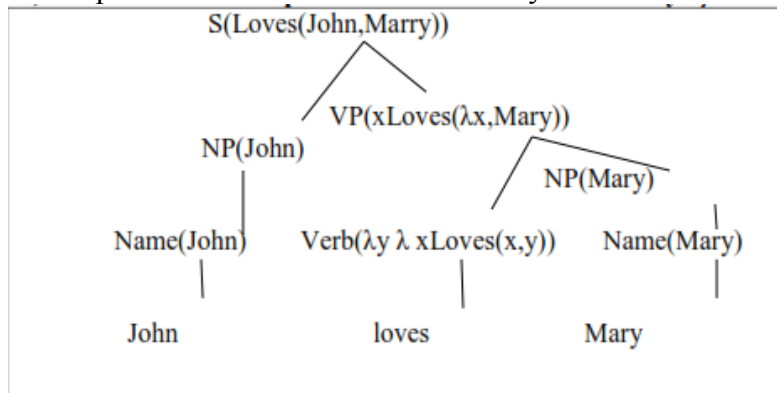 S(Loves(John,Marry))
VP(xLoves(λx,Mary))
NP(John)
NP(Mary)
Name(John) Verb(λy λ xLoves(x,y)) Name(Mary)
John loves Mary